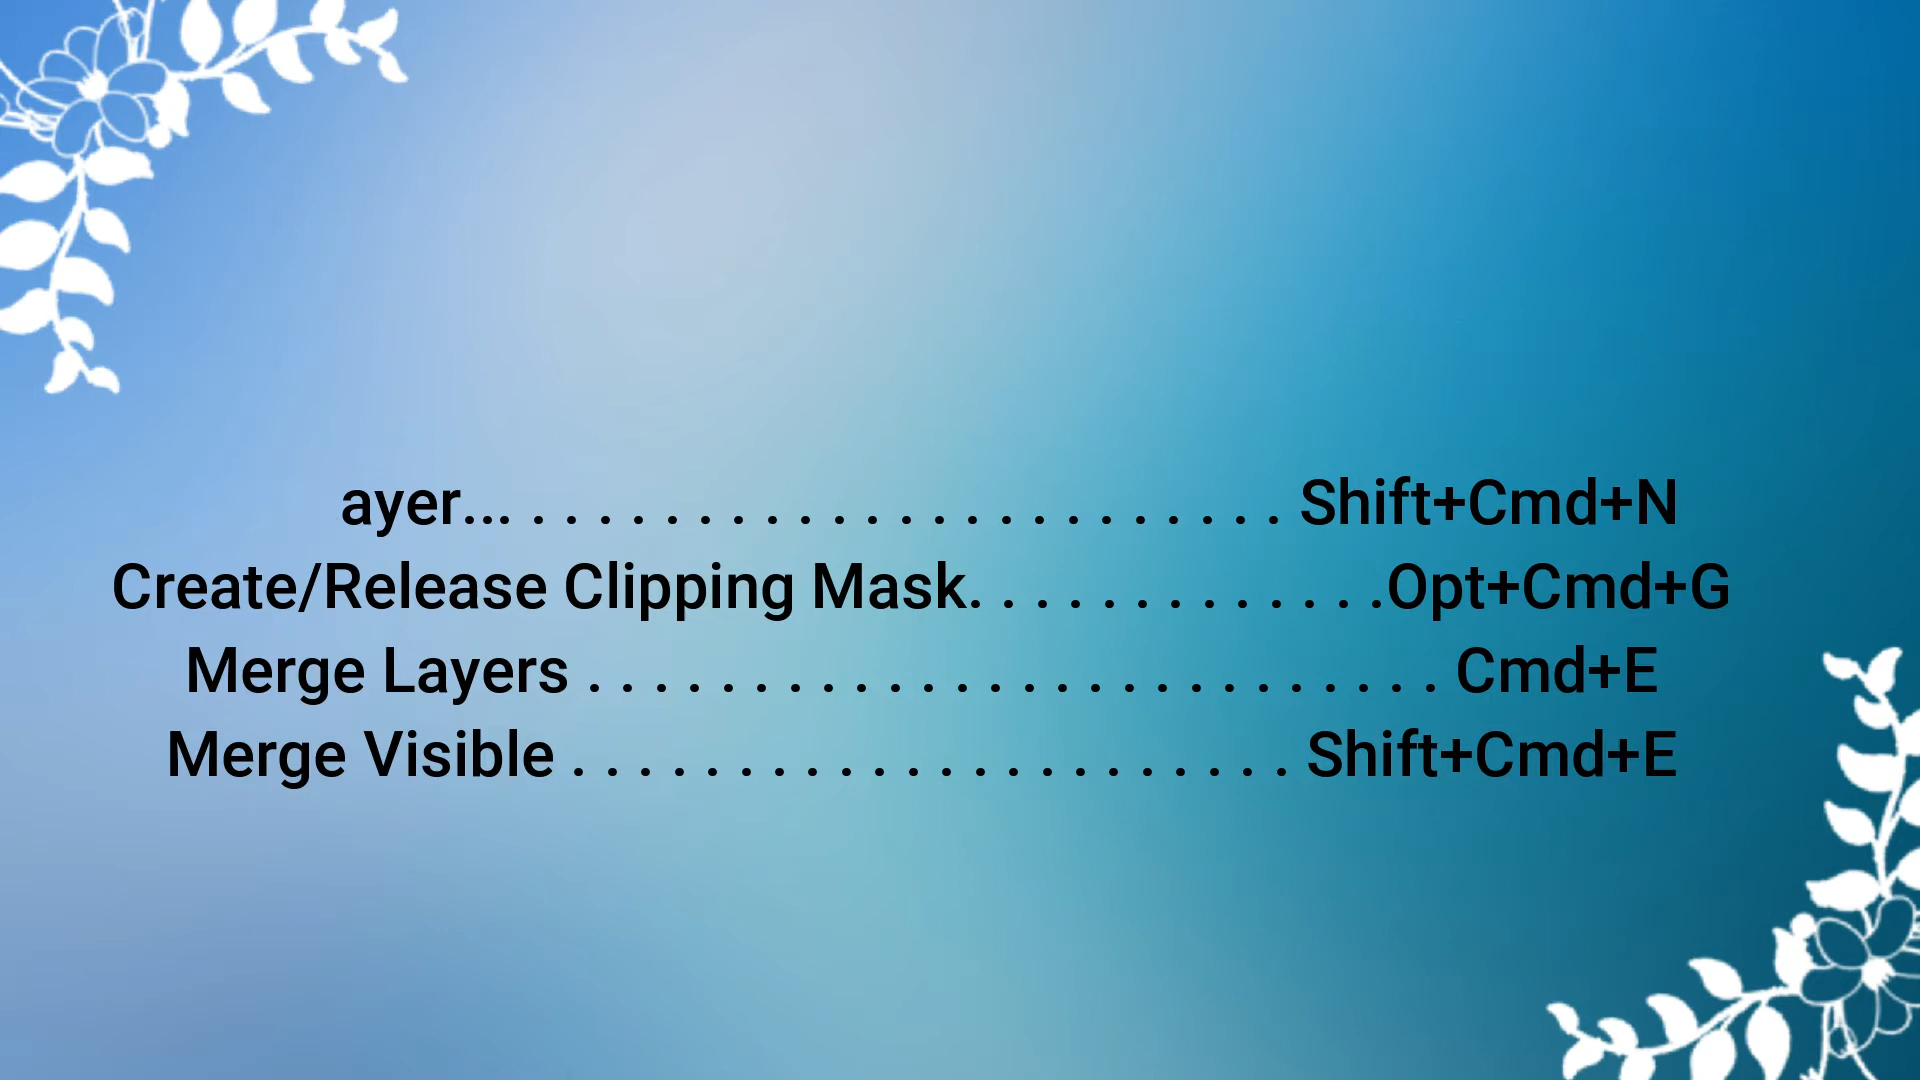 ayer... . . . . . . . . . . . . . . . . . . . . . . . Shift+Cmd+N
Create/Release Clipping Mask. . . . . . . . . . . . .Opt+Cmd+G
Merge Layers . . . . . . . . . . . . . . . . . . . . . . . . . . Cmd+E
Merge Visible . . . . . . . . . . . . . . . . . . . . . . Shift+Cmd+E